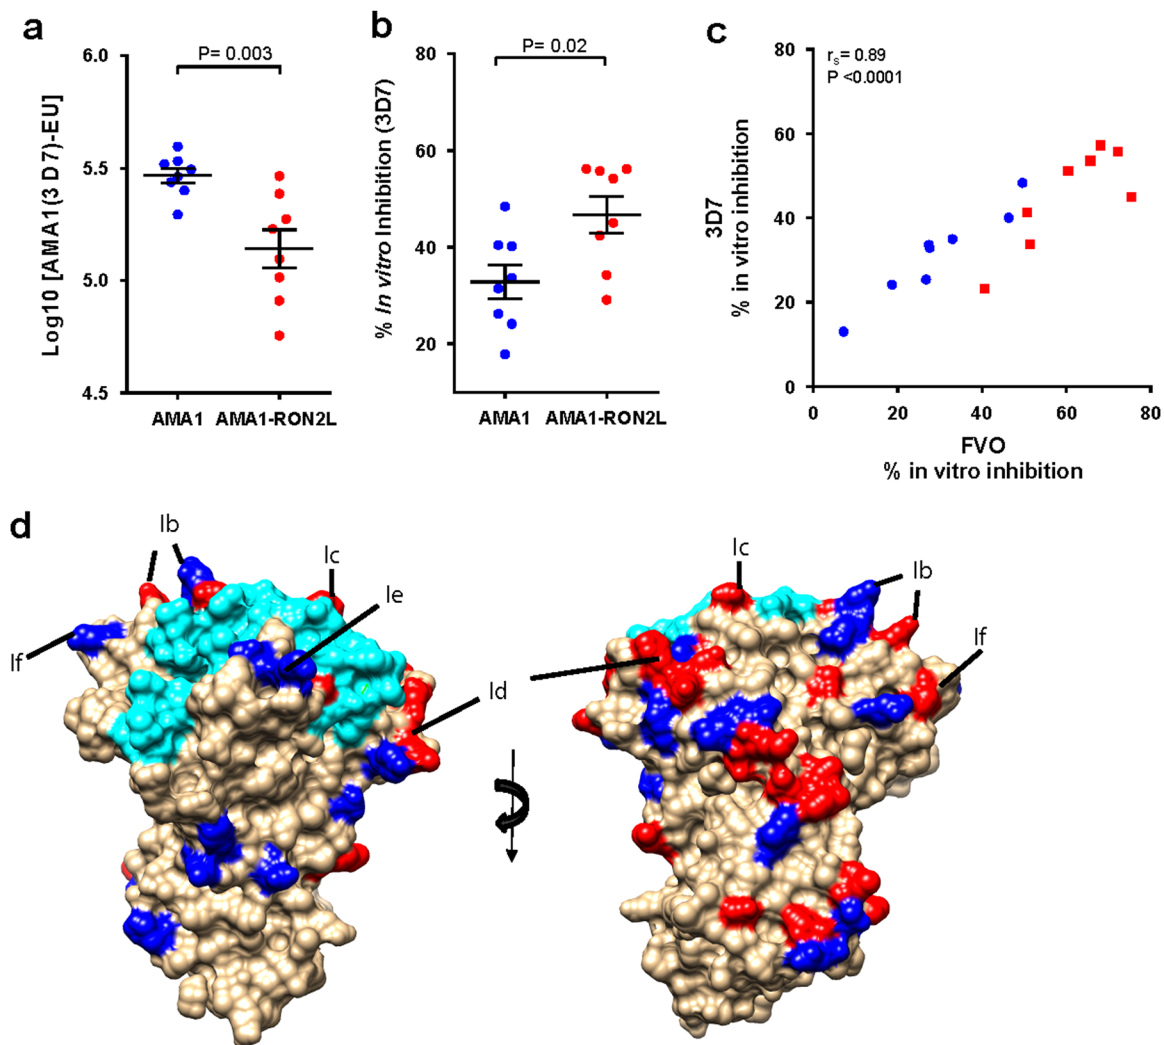 a
P= 0.003
Log10 [AMA1(3 D7)-EU]
6.0
5.5
5.0
4.5
AMA1
AMA1-RON2L
b
P= 0.02
% In vitro Inhibition (3D7)
80
60
40
20
AMA1
AMA1-RON2L
c
rs= 0.89
P <0.0001
3D7
% in vitro inhibition
80
60
40
20
0
0
20
40
60
80
FVO
% in vitro inhibition
d
Ib
Ic
Ie
If
Id
Ic
Ib
If